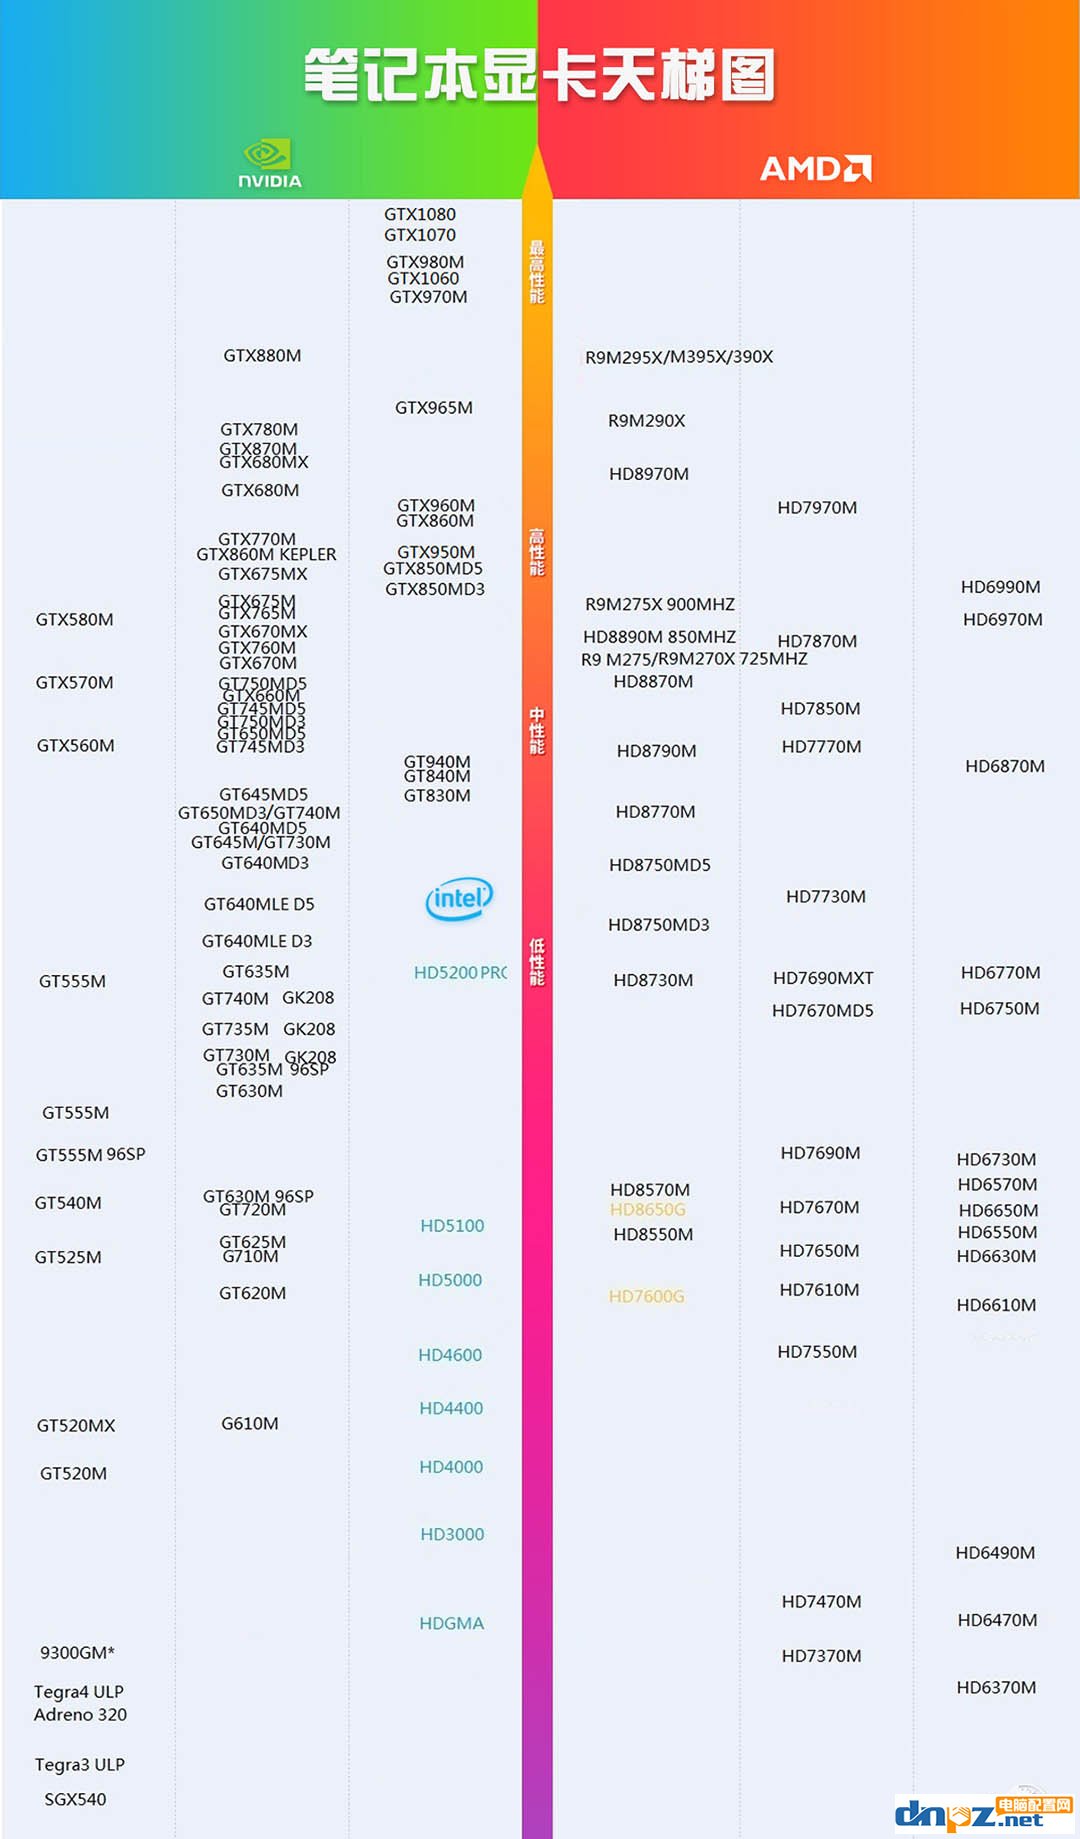 笔记本显卡天梯图
NVIDIA
AMD
最高性能
高性能
中性能
低性能
GTX580M
GTX570M
GTX560M
GT555M
GT555M
GT555M 96SP
GT540M
GT525M
GT520MX
GT520M
9300GM*
Tegra4 ULP
Adreno 320
Tegra3 ULP
SGX540
GTX880M
GTX780M
GTX870M
GTX680MX
GTX680M
GTX770M
GTX860M KEPLER
GTX675MX
GTX675M
GTX765M
GTX670MX
GTX760M
GTX670M
GT750MD5
GTX660M
GT745MD5
GT750MD3
GT650MD5
GT745MD3
GT645MD5
GT650MD3/GT740M
GT640MD5
GT645M/GT730M
GT640MD3
GT640MLE D5
GT640MLE D3
GT635M
GT740M GK208
GT735M GK208
GT730M GK208
GT635M 96SP
GT630M
GT630M 96SP
GT720M
GT625M
G710M
GT620M
G610M
GTX1080
GTX1070
GTX980M
GTX1060
GTX970M
GTX965M
GTX960M
GTX860M
GTX950M
GTX850MD5
GTX850MD3
GT940M
GT840M
GT830M
intel
HD5200 PRO
HD5100
HD5000
HD4600
HD4400
HD4000
HD3000
HDGMA
R9M295X/M395X/390X
R9M290X
HD8970M
R9M275X 900MHZ
HD8890M 850MHZ
R9 M275/R9M270X 725MHZ
HD8870M
HD8790M
HD8770M
HD8750MD5
HD8750MD3
HD8730M
HD8570M
HD8650G
HD8550M
HD7600G
HD7970M
HD7870M
HD7850M
HD7770M
HD7730M
HD7690MXT
HD7670MD5
HD7690M
HD7670M
HD7650M
HD7610M
HD7550M
HD7470M
HD7370M
HD6990M
HD6970M
HD6870M
HD6770M
HD6750M
HD6730M
HD6570M
HD6650M
HD6550M
HD6630M
HD6610M
HD6490M
HD6470M
HD6370M
电脑配置网
dnpz.net